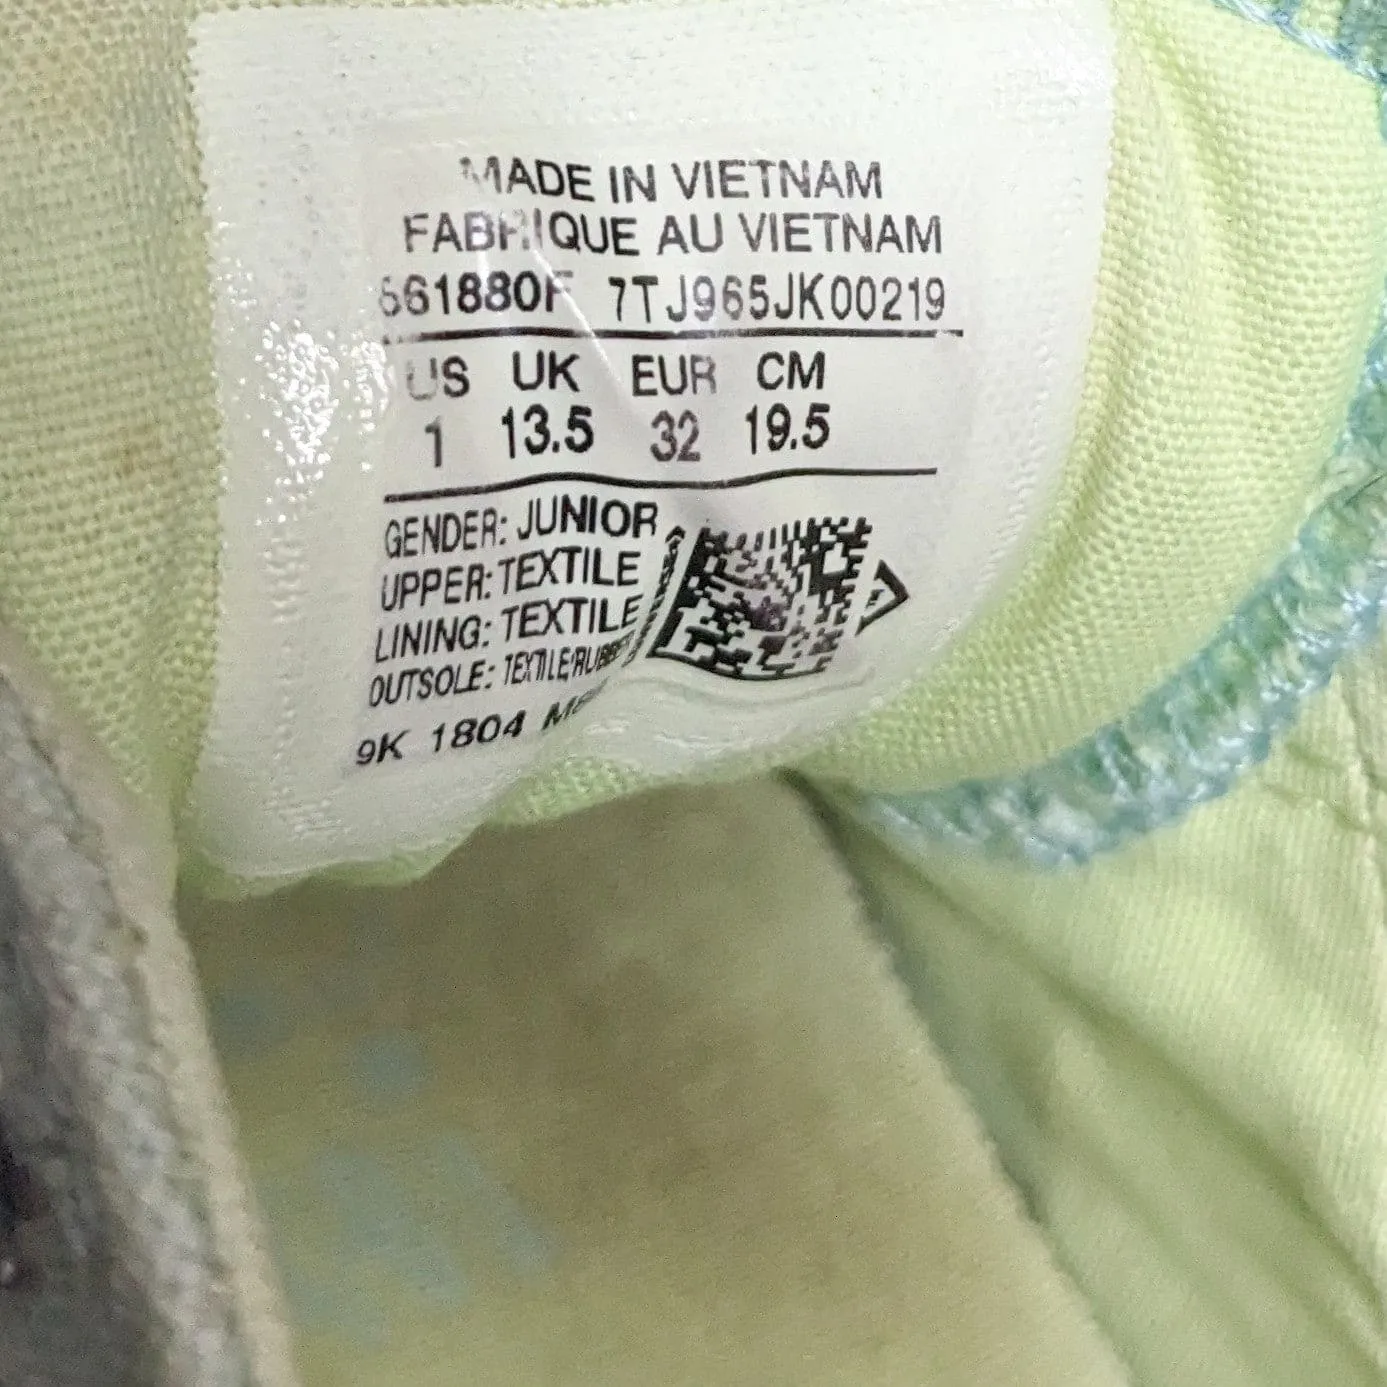 MADE IN VIETNAM
FABRIQUE AU VIETNAM
661880F 7TJ965JK00219
US UK EUR CM
1 13.5 32 19.5
GENDER: JUNIOR
UPPER: TEXTILE
LINING: TEXTILE
OUTSOLE: TEXTILE/RUBBER
9K 1804